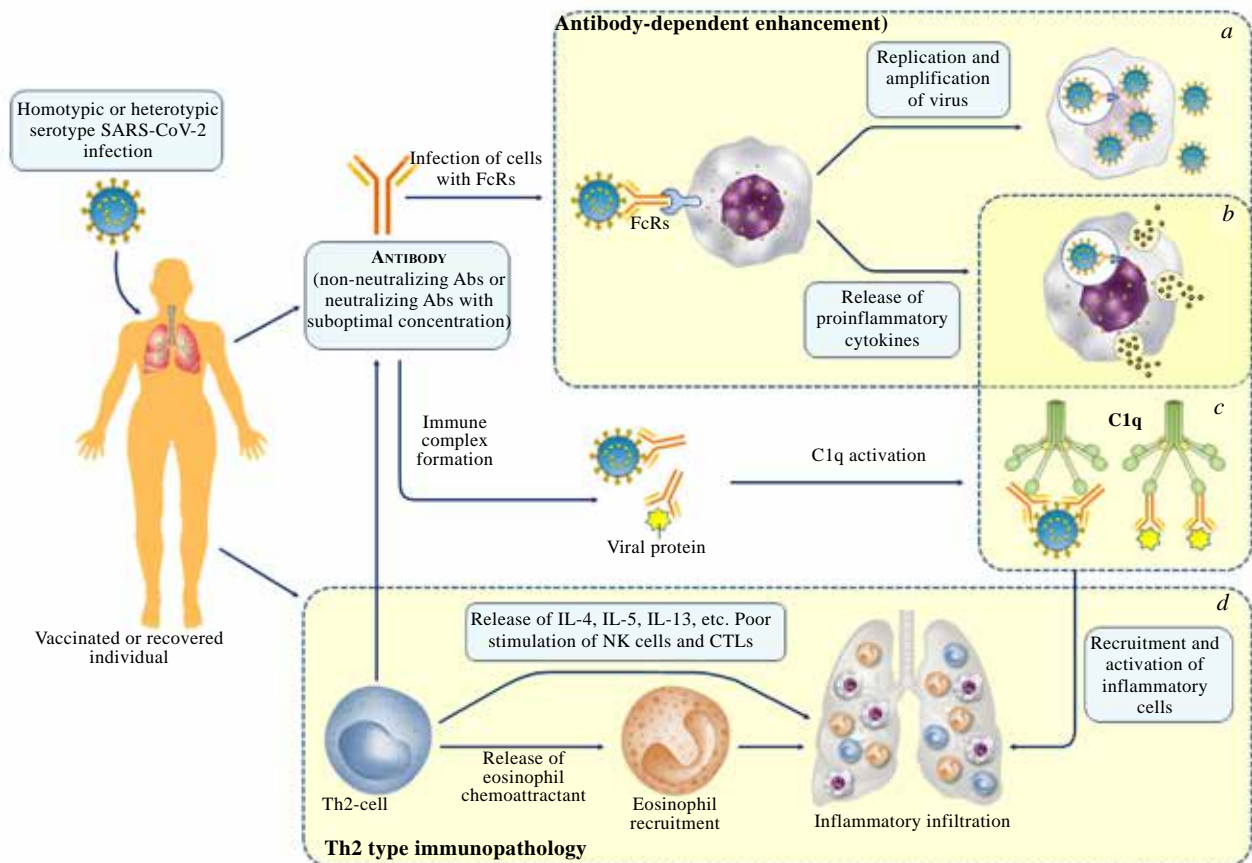 Antibody-dependent enhancement)
a
Replication and
amplification
of virus
Homotypic or heterotypic
serotype SARS-CoV-2
infection
Infection of cells
with FcRs
FcRs
b
ANTIBODY
(non-neutralizing Abs or
neutralizing Abs with
suboptimal concentration)
Release of
proinflammatory
cytokines
c
C1q
Immune
complex
formation
C1q activation
Viral protein
Vaccinated or recovered
individual
d
Release of IL-4, IL-5, IL-13, etc. Poor
stimulation of NK cells and CTLs
Recruitment and
activation of
inflammatory
cells
Release of
eosinophil
chemoattractant
Th2-cell
Eosinophil
recruitment
Inflammatory infiltration
Th2 type immunopathology